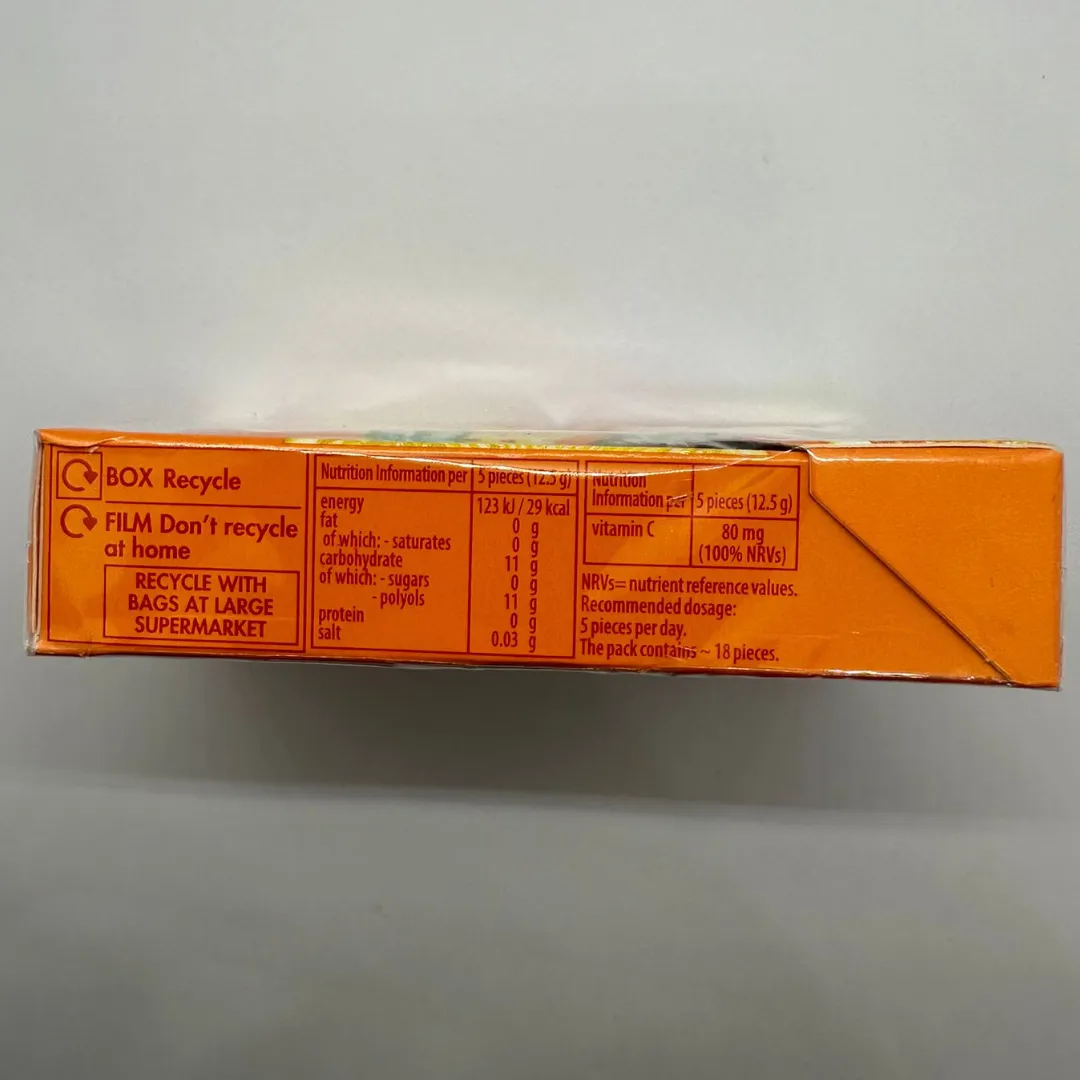 BOX Recycle
FILM Don't recycle
at home
RECYCLE WITH
BAGS AT LARGE
SUPERMARKET
Nutrition Information per 5 pieces (12.5 g)
energy 123 kJ / 29 kcal
fat 0 g
of which: - saturates 0 g
carbohydrate 11 g
of which: - sugars 0 g
- polyols 11 g
protein 0 g
salt 0.03 g
Nutrition
Information per 5 pieces (12.5 g)
vitamin C 80 mg
(100% NRVs)
NRVs= nutrient reference values.
Recommended dosage:
5 pieces per day.
The pack contains ~ 18 pieces.